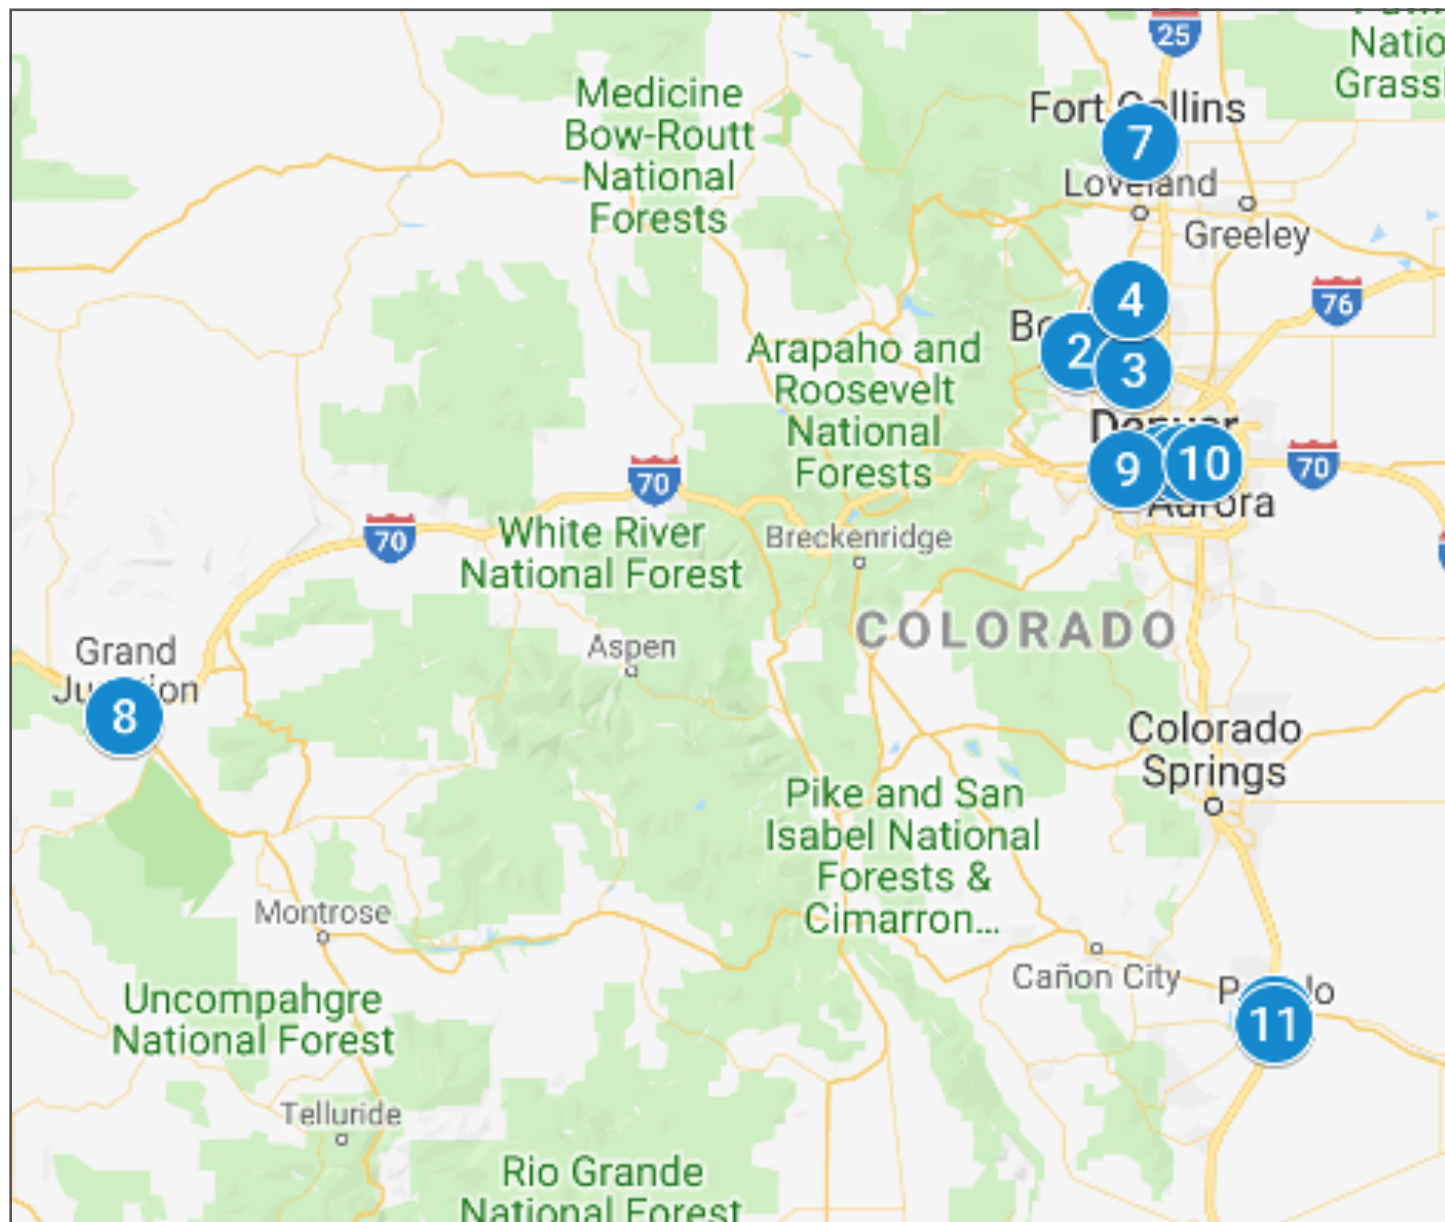 25
Natio
Grass
Medicine
Bow-Routt
National
Forests
7
Loveland
Greeley
76
4
2
3
Arapaho and
Roosevelt
National
Forests
Denver
9
10
70
Aurora
70
70
White River
National Forest
Breckenridge
COLORADO
Aspen
Grand
8
Colorado
Springs
Pike and San
Isabel National
Forests &
Cimarron...
Montrose
Cañon City
11
Uncompahgre
National Forest
Telluride
Rio Grande
National Forest